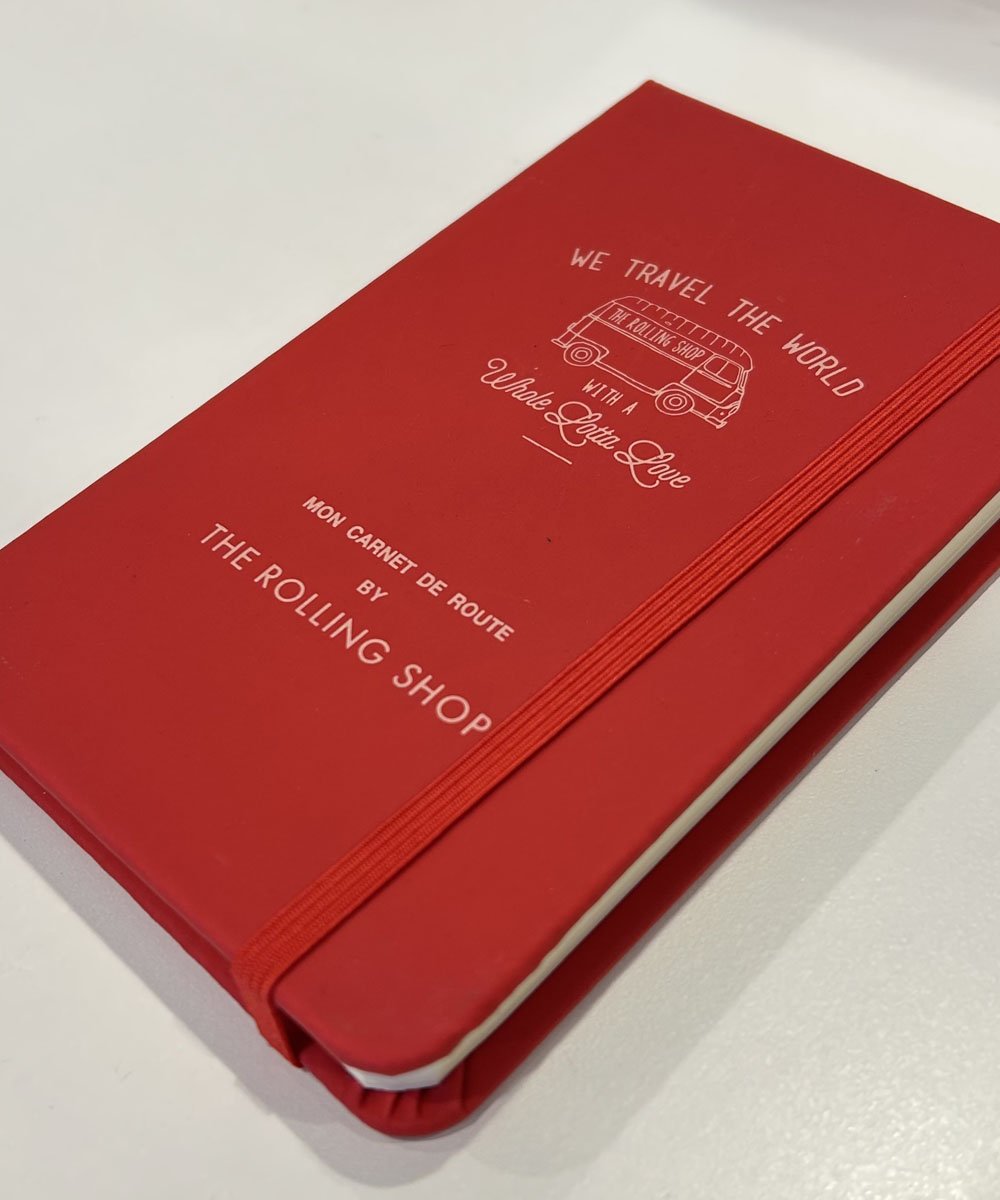 WE TRAVEL THE WORLD
THE ROLLING SHOP
WITH A
Whole Lotta Love
MON CARNET DE ROUTE
BY
THE ROLLING SHOP